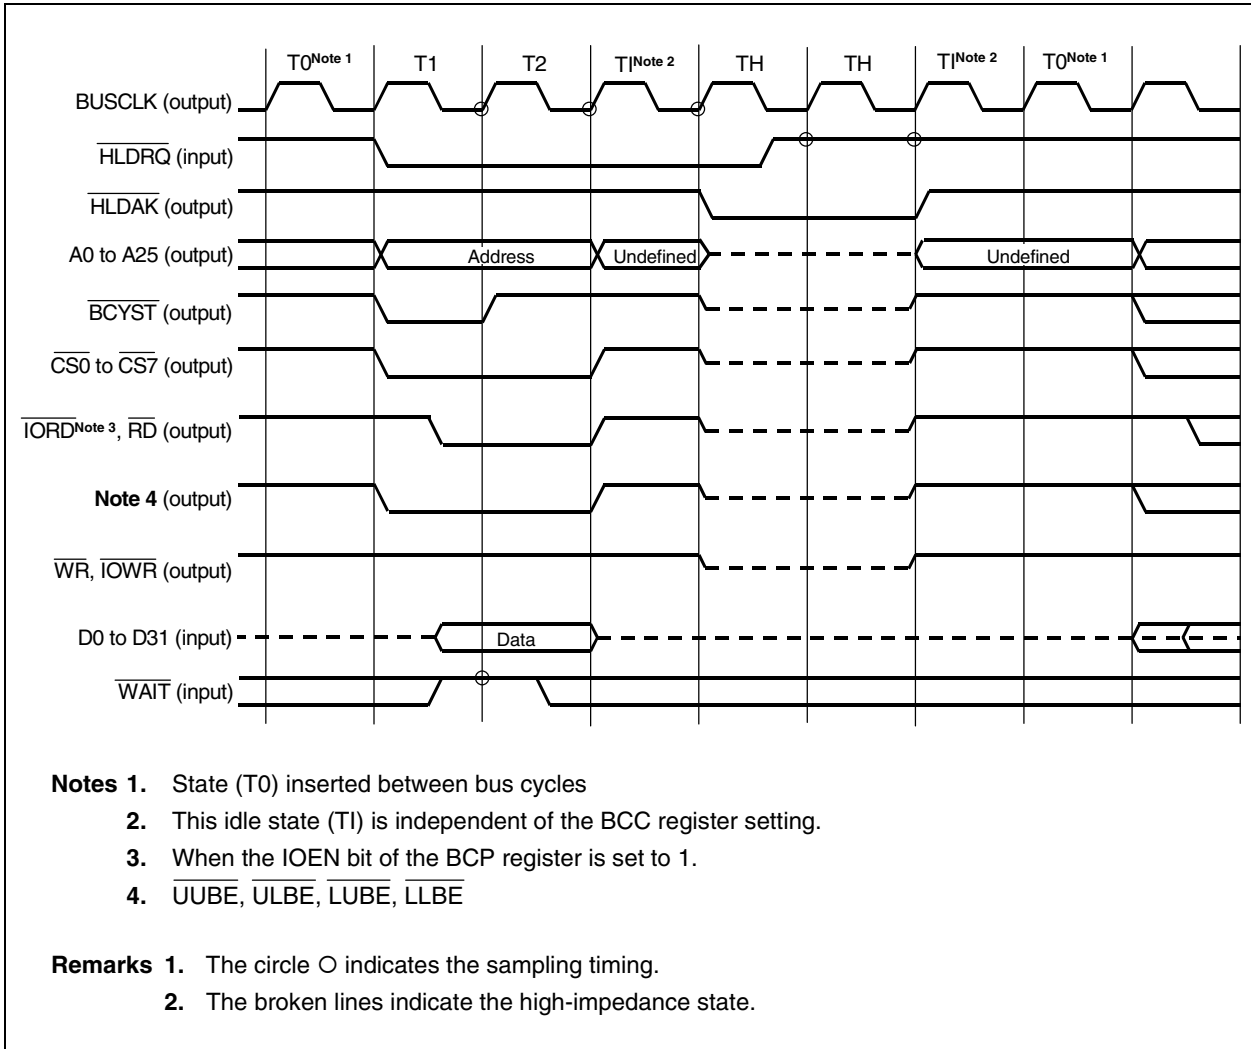 T0Note 1 T1 T2 TINote 2 TH TH TINote 2 T0Note 1
BUSCLK (output)
HLDRQ (input)
HLDAK (output)
A0 to A25 (output) Address Undefined Undefined
BCYST (output)
CS0 to CS7 (output)
IORDNote 3, RD (output)
Note 4 (output)
WR, IOWR (output)
D0 to D31 (input) Data
WAIT (input)
Notes 1. State (T0) inserted between bus cycles
2. This idle state (TI) is independent of the BCC register setting.
3. When the IOEN bit of the BCP register is set to 1.
4. UUBE, ULBE, LUBE, LLBE
Remarks 1. The circle O indicates the sampling timing.
2. The broken lines indicate the high-impedance state.